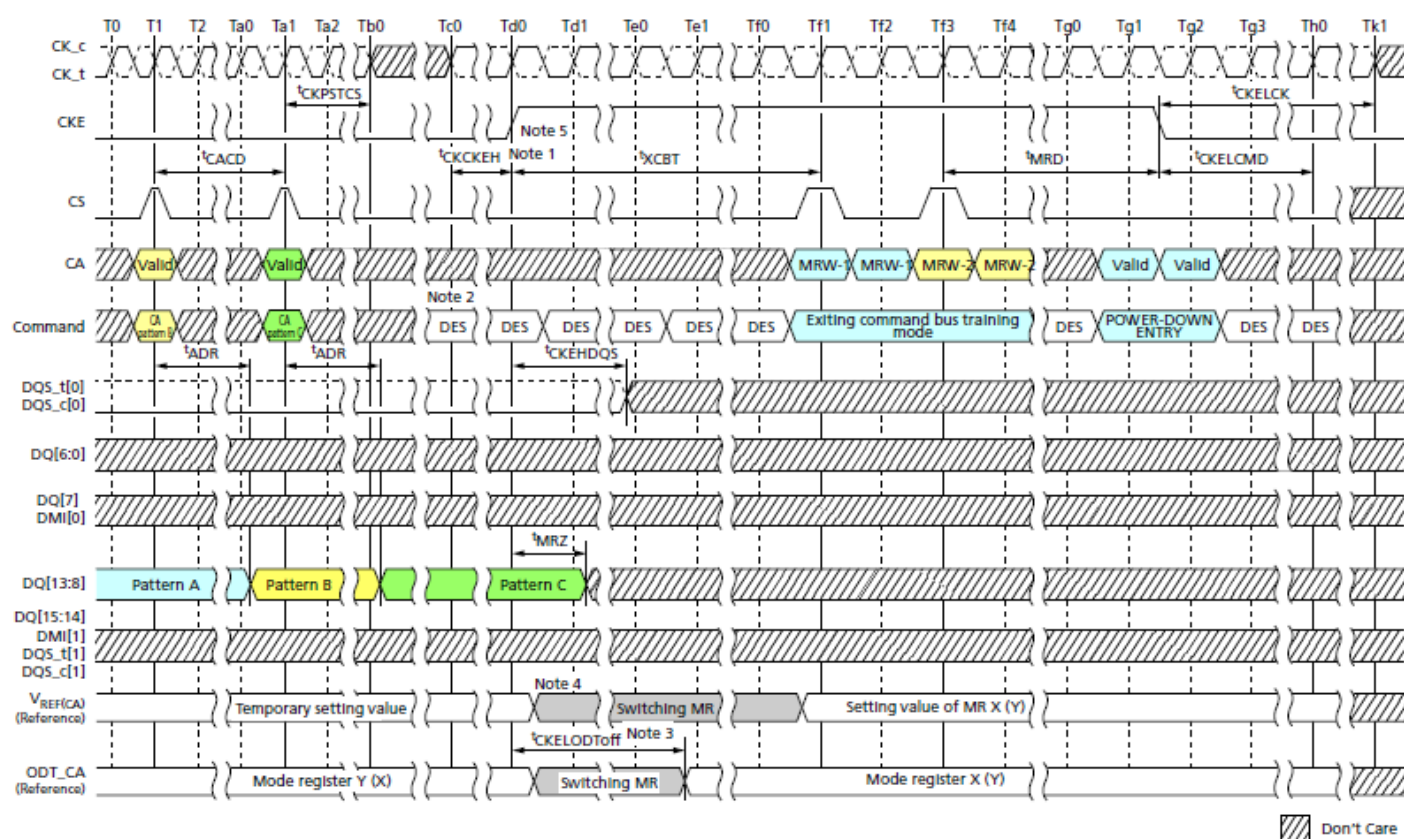 T0 T1 T2 Ta0 Ta1 Ta2 Tb0 Tc0 Td0 Td1 Te0 Te1 Tf0 Tf1 Tf2 Tf3 Tf4 Tg0 Tg1 Tg2 Tg3 Th0 Tk1
CK_c
CK_t
tCKPSTCS tCKELCK
CKE
Note 5
tCACD tCKCKEH Note 1 tXCBT tMRD tCKELCMD
CS
CA Valid Valid MRW-1 MRW-1 MRW-2 MRW-2 Valid Valid
Note 2
Command CA pattern B CA pattern C DES DES DES DES DES DES Exiting command bus training mode DES POWER-DOWN ENTRY DES DES
tADR tADR tCKEHDQS
DQS_t[0]
DQS_c[0]
DQ[6:0]
DQ[7]
DMI[0]
tMRZ
DQ[13:8] Pattern A Pattern B Pattern C
DQ[15:14]
DMI[1]
DQS_t[1]
DQS_c[1]
Note 4
VREF(CA)
(Reference)
Temporary setting value Switching MR Setting value of MR X (Y)
tCKELODToff Note 3
ODT_CA
(Reference)
Mode register Y (X) Switching MR Mode register X (Y)
Don't Care